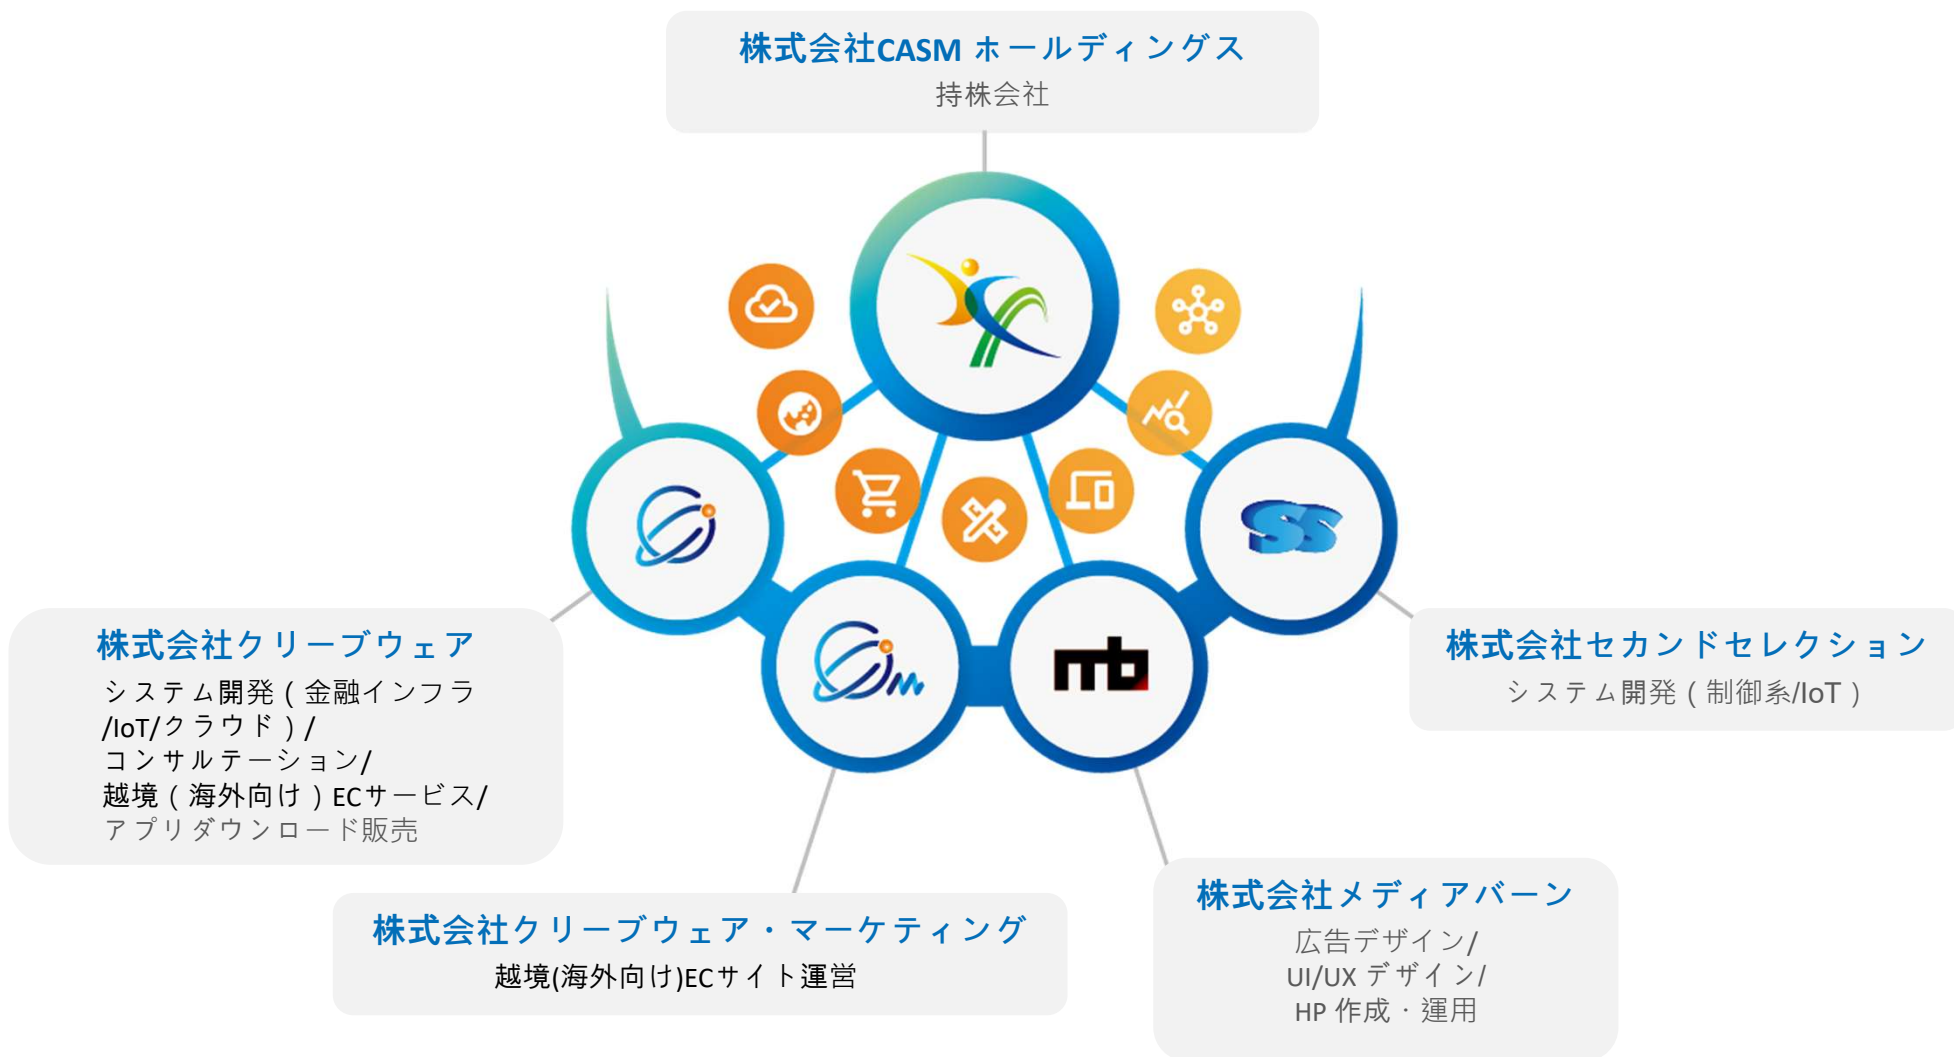 株式会社CASM ホールディングス
持株会社
株式会社クリーブウェア
システム開発（金融インフラ
/IoT/クラウド）/
コンサルテーション/
越境（海外向け）ECサービス/
アプリダウンロード販売
株式会社クリーブウェア・マーケティング
越境(海外向け)ECサイト運営
mb
株式会社メディアバーン
広告デザイン/
UI/UX デザイン/
HP 作成・運用
SS
株式会社セカンドセレクション
システム開発（制御系/IoT）